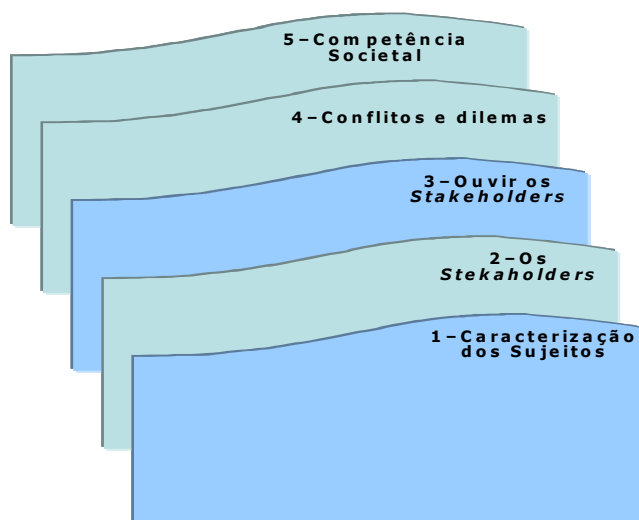 5–Competência
Societal
4–Conflitos e dilemas
3–Ouvir os
Stakeholders
2–Os
Stekaholders
1–Caracterização
dos Sujeitos